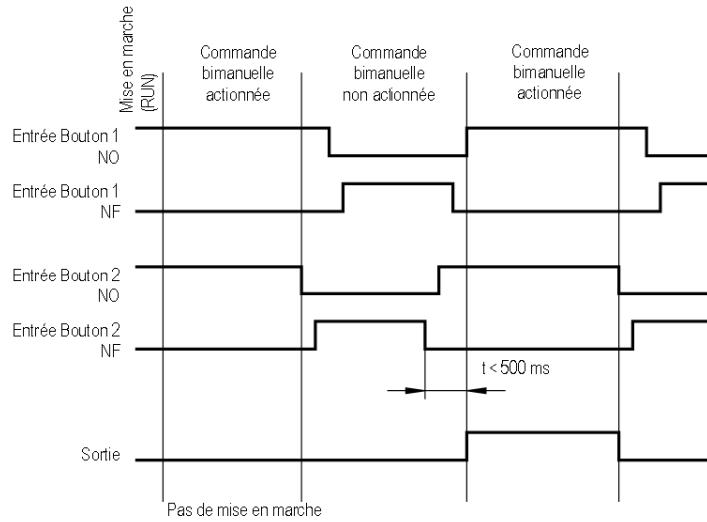 Mise en marche
(RUN)
Commande
bimanuelle
actionnée
Commande
bimanuelle
non actionnée
Commande
bimanuelle
actionnée
Entrée Bouton 1
NO
Entrée Bouton 1
NF
Entrée Bouton 2
NO
Entrée Bouton 2
NF
t < 500 ms
Sortie
Pas de mise en marche